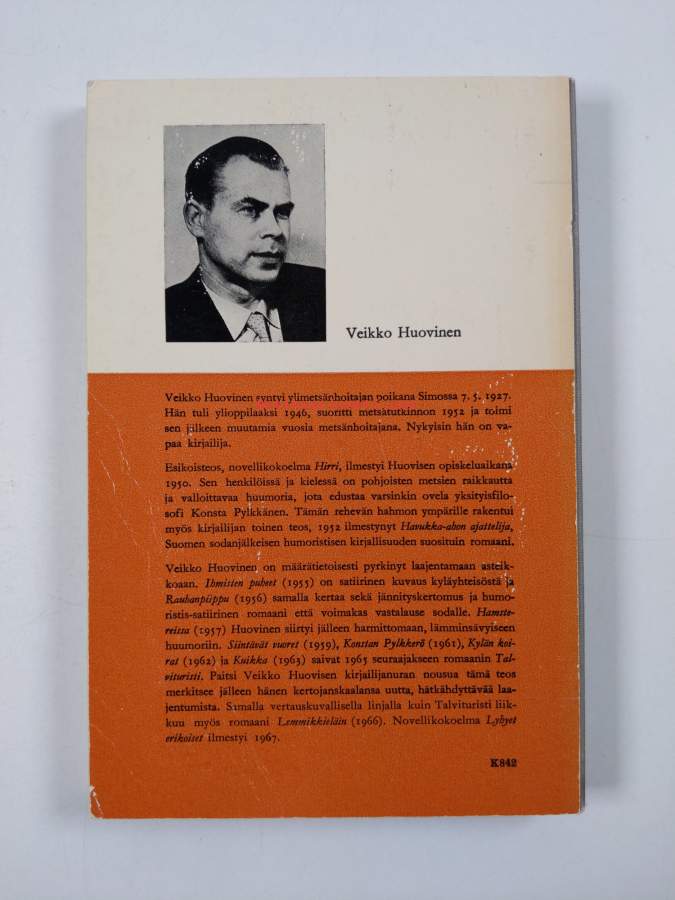 Veikko Huovinen
Veikko Huovinen syntyi ylimetsänhoitajan poikana Simossa 7. 5. 1927.
Hän tuli ylioppilaaksi 1946, suoritti metsätutkinnon 1952 ja toimi
sen jälkeen muutamia vuosia metsänhoitajana. Nykyisin hän on va-
paa kirjailija.
Esikoisteos, novellikokoelma Hirri, ilmestyi Huovisen opiskeluaikana
1950. Sen henkilöissä ja kielessä on pohjoisten metsien raikkautta
ja valloittavaa huumoria, jota edustaa varsinkin ovela yksityisfilo-
sofi Konsta Pylkkänen. Tämän rehevän hahmon ympärille rakentui
myös kirjailijan toinen teos, 1952 ilmestynyt Havukka-ahon ajattelija,
Suomen sodanjälkeisen humoristisen kirjallisuuden suosituin romaani.
Veikko Huovinen on määrätietoisesti pyrkinyt laajentamaan asteik-
koaan. Ihmisten puheet (1955) on satiirinen kuvaus kyläyhteisöstä ja
Rauhanpiippu (1956) samalla kertaa sekä jännityskertomus ja humo-
ristis-satiirinen romaani että voimakas vastalause sodalle. Hamste-
reissa (1957) Huovinen siirtyi jälleen harmittomaan, lämminsävyiseen
huumoriin. Siintävät vuoret (1959), Konstan Pylkkerö (1961), Kylän koi-
rat (1962) ja Kuikka (1963) saivat 1965 seuraajakseen romaanin Tal-
vituristi. Paitsi Veikko Huovisen kirjailijanuran nousua tämä teos
merkitsee jälleen hänen kertojanskaalansa uutta, hätkähdyttävää laa-
jentumista. Samalla vertauskuvallisella linjalla kuin Talvituristi liik-
kuu myös romaani Lemmikkieläin (1966). Novellikokoelma Lyhyet
erikoiset ilmestyi 1967.
K842